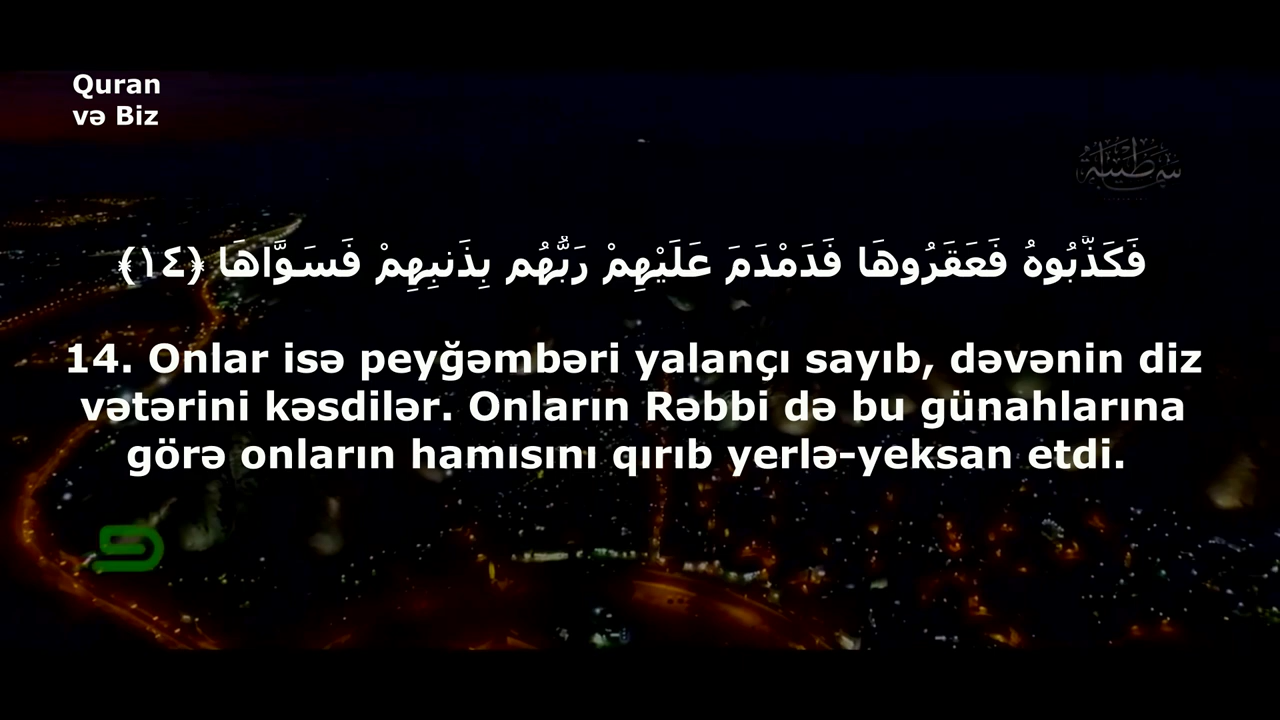 Quran
və Biz
فَكَذَّبُوهُ فَعَقَرُوهَا فَدَمْدَمَ عَلَيْهِمْ رَبُّهُم بِذَنبِهِمْ فَسَوَّاهَا ﴿١٤﴾
14. Onlar isə peyğəmbəri yalançı sayıb, dəvənin diz
vətərini kəsdilər. Onların Rəbbi də bu günahlarına
görə onların hamısını qırıb yerlə-yeksan etdi.